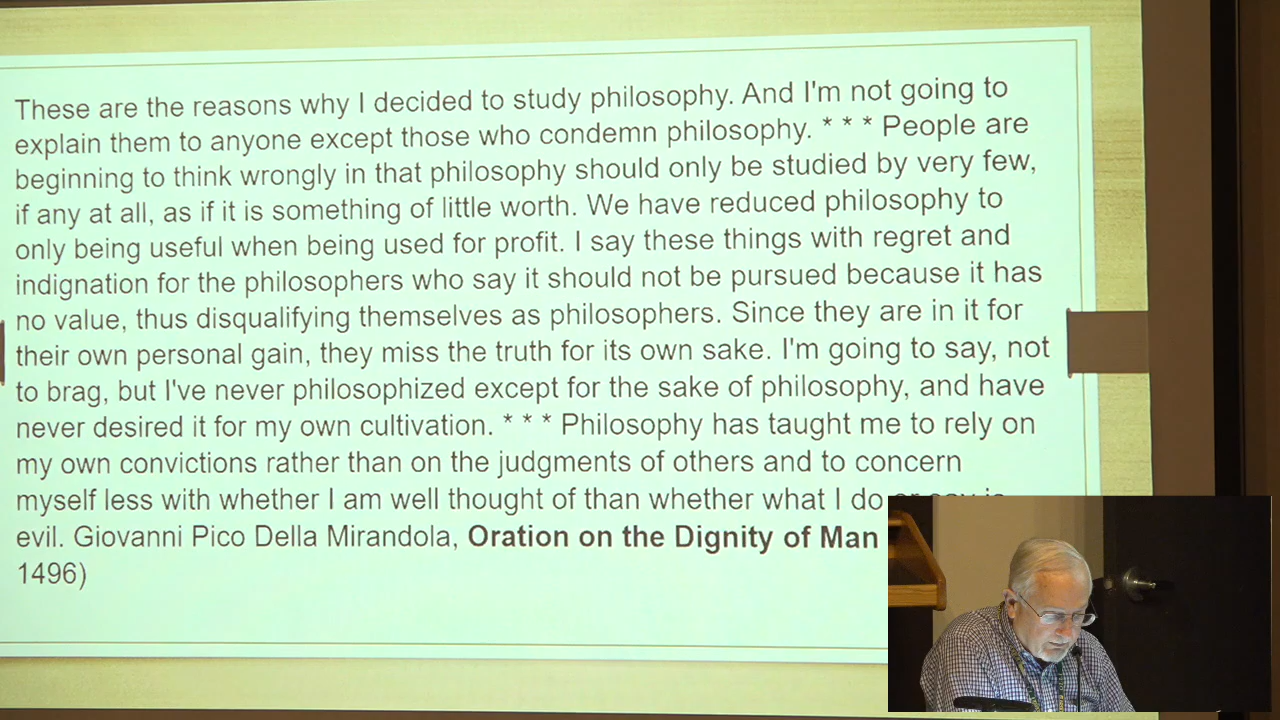 These are the reasons why I decided to study philosophy. And I'm not going to
explain them to anyone except those who condemn philosophy. * * * People are
beginning to think wrongly in that philosophy should only be studied by very few,
if any at all, as if it is something of little worth. We have reduced philosophy to
only being useful when being used for profit. I say these things with regret and
indignation for the philosophers who say it should not be pursued because it has
no value, thus disqualifying themselves as philosophers. Since they are in it for
their own personal gain, they miss the truth for its own sake. I'm going to say, not
to brag, but I've never philosophized except for the sake of philosophy, and have
never desired it for my own cultivation. * * * Philosophy has taught me to rely on
my own convictions rather than on the judgments of others and to concern
myself less with whether I am well thought of than whether what I do
evil. Giovanni Pico Della Mirandola, Oration on the Dignity of Man
1496)